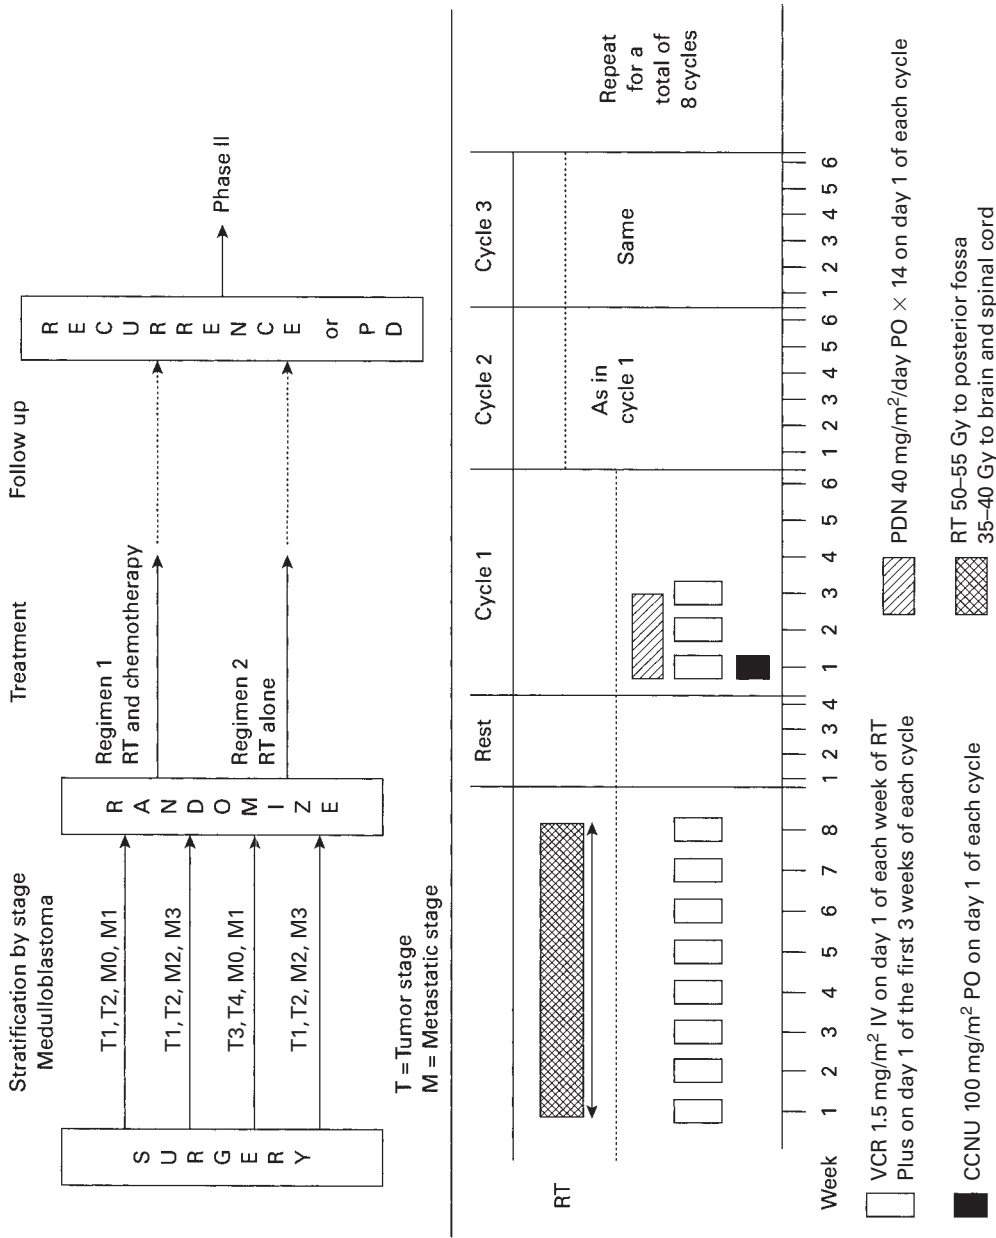 Stratification by stage
Medulloblastoma
Treatment
Follow up
SURGERY
T1, T2, M0, M1
T1, T2, M2, M3
T3, T4, M0, M1
T1, T2, M2, M3
RANDOMIZE
Regimen 1
RT and chemotherapy
Regimen 2
RT alone
RECURRENCE or PD
Phase II
T = Tumor stage
M = Metastatic stage
Rest
Cycle 1
Cycle 2
Cycle 3
RT
As in
cycle 1
Same
Repeat
for a
total of
8 cycles
Week
1 2 3 4 5 6 7 8
1 2 3 4
1 2 3 4 5 6
1 2 3 4 5 6
1 2 3 4 5 6
VCR 1.5 mg/m² IV on day 1 of each week of RT
Plus on day 1 of the first 3 weeks of each cycle
PDN 40 mg/m²/day PO × 14 on day 1 of each cycle
CCNU 100 mg/m² PO on day 1 of each cycle
RT 50–55 Gy to posterior fossa
35–40 Gy to brain and spinal cord